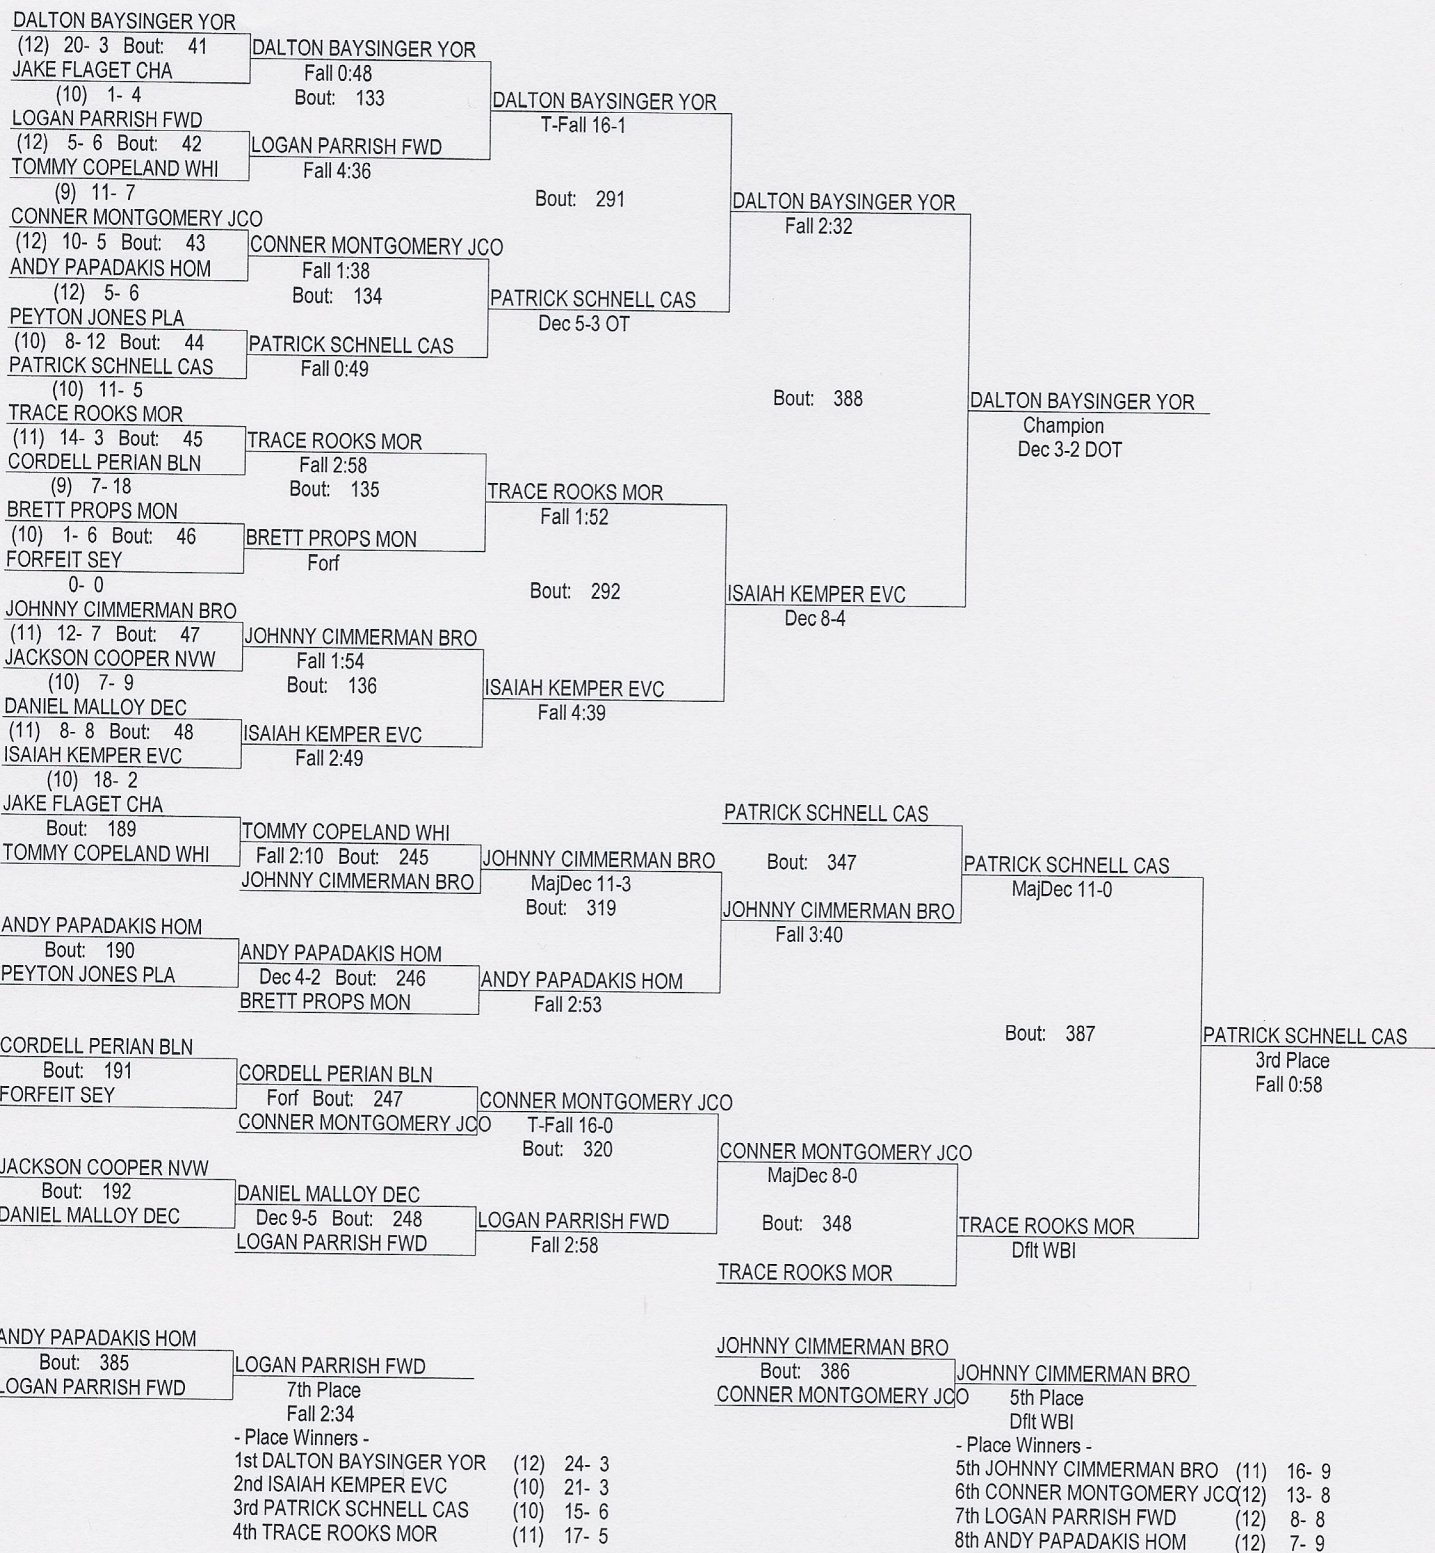 DALTON BAYSINGER YOR
(12) 20- 3 Bout: 41
JAKE FLAGET CHA
(10) 1- 4
LOGAN PARRISH FWD
(12) 5- 6 Bout: 42
TOMMY COPELAND WHI
(9) 11- 7
CONNER MONTGOMERY JCO
(12) 10- 5 Bout: 43
ANDY PAPADAKIS HOM
(12) 5- 6
PEYTON JONES PLA
(10) 8- 12 Bout: 44
PATRICK SCHNELL CAS
(10) 11- 5
TRACE ROOKS MOR
(11) 14- 3 Bout: 45
CORDELL PERIAN BLN
(9) 7- 18
BRETT PROPS MON
(10) 1- 6 Bout: 46
FORFEIT SEY
0- 0
JOHNNY CIMMERMAN BRO
(11) 12- 7 Bout: 47
JACKSON COOPER NVW
(10) 7- 9
DANIEL MALLOY DEC
(11) 8- 8 Bout: 48
ISAIAH KEMPER EVC
(10) 18- 2
DALTON BAYSINGER YOR
Fall 0:48
Bout: 133
LOGAN PARRISH FWD
Fall 4:36
CONNER MONTGOMERY JCO
Fall 1:38
Bout: 134
PATRICK SCHNELL CAS
Fall 0:49
TRACE ROOKS MOR
Fall 2:58
Bout: 135
BRETT PROPS MON
Forf
JOHNNY CIMMERMAN BRO
Fall 1:54
Bout: 136
ISAIAH KEMPER EVC
Fall 2:49
DALTON BAYSINGER YOR
T-Fall 16-1
Bout: 291
PATRICK SCHNELL CAS
Dec 5-3 OT
TRACE ROOKS MOR
Fall 1:52
Bout: 292
ISAIAH KEMPER EVC
Fall 4:39
DALTON BAYSINGER YOR
Fall 2:32
Bout: 388
ISAIAH KEMPER EVC
Dec 8-4
DALTON BAYSINGER YOR
Champion
Dec 3-2 DOT
JAKE FLAGET CHA
Bout: 189
TOMMY COPELAND WHI
ANDY PAPADAKIS HOM
Bout: 190
PEYTON JONES PLA
CORDELL PERIAN BLN
Bout: 191
FORFEIT SEY
JACKSON COOPER NVW
Bout: 192
DANIEL MALLOY DEC
TOMMY COPELAND WHI
Fall 2:10 Bout: 245
JOHNNY CIMMERMAN BRO
ANDY PAPADAKIS HOM
Dec 4-2 Bout: 246
BRETT PROPS MON
CORDELL PERIAN BLN
Forf Bout: 247
CONNER MONTGOMERY JCO
DANIEL MALLOY DEC
Dec 9-5 Bout: 248
LOGAN PARRISH FWD
JOHNNY CIMMERMAN BRO
MajDec 11-3
Bout: 319
ANDY PAPADAKIS HOM
Fall 2:53
CONNER MONTGOMERY JCO
T-Fall 16-0
Bout: 320
LOGAN PARRISH FWD
Fall 2:58
PATRICK SCHNELL CAS
Bout: 347
JOHNNY CIMMERMAN BRO
Fall 3:40
CONNER MONTGOMERY JCO
MajDec 8-0
Bout: 348
TRACE ROOKS MOR
PATRICK SCHNELL CAS
MajDec 11-0
Bout: 387
TRACE ROOKS MOR
Dflt WBI
PATRICK SCHNELL CAS
3rd Place
Fall 0:58
ANDY PAPADAKIS HOM
Bout: 385
LOGAN PARRISH FWD
LOGAN PARRISH FWD
7th Place
Fall 2:34
JOHNNY CIMMERMAN BRO
Bout: 386
CONNER MONTGOMERY JCO
JOHNNY CIMMERMAN BRO
5th Place
Dflt WBI
- Place Winners -
1st DALTON BAYSINGER YOR (12) 24- 3
2nd ISAIAH KEMPER EVC (10) 21- 3
3rd PATRICK SCHNELL CAS (10) 15- 6
4th TRACE ROOKS MOR (11) 17- 5
- Place Winners -
5th JOHNNY CIMMERMAN BRO (11) 16- 9
6th CONNER MONTGOMERY JCO(12) 13- 8
7th LOGAN PARRISH FWD (12) 8- 8
8th ANDY PAPADAKIS HOM (12) 7- 9